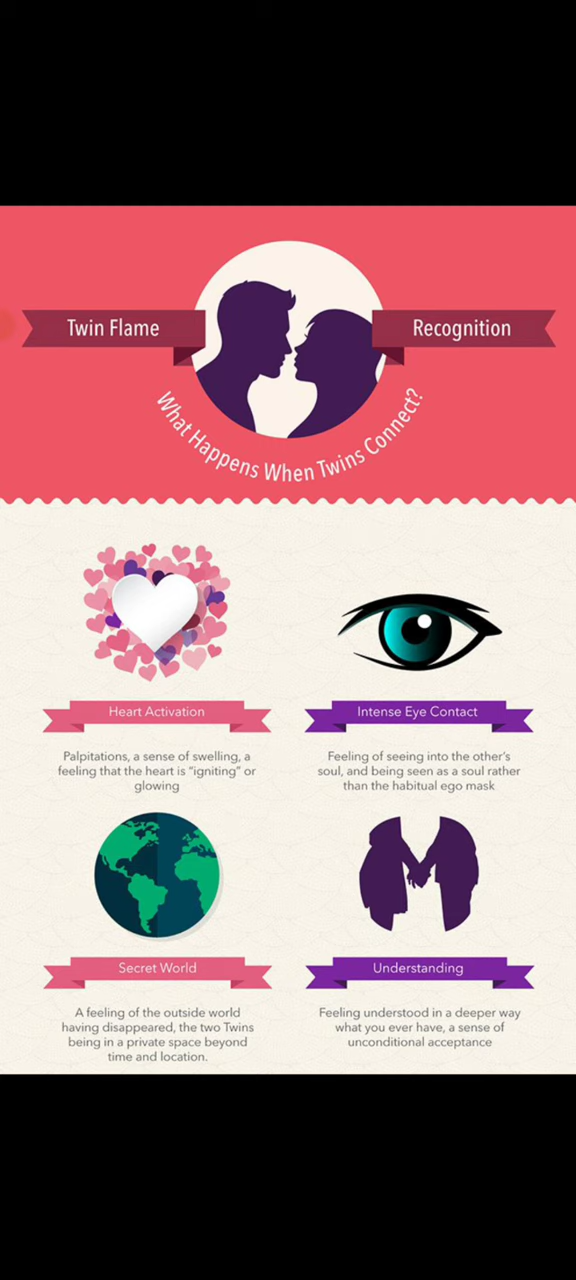 Twin Flame
Recognition
What Happens When Twins Connect?
Heart Activation
Palpitations, a sense of swelling, a
feeling that the heart is "igniting" or
glowing
Intense Eye Contact
Feeling of seeing into the other's
soul, and being seen as a soul rather
than the habitual ego mask
Secret World
A feeling of the outside world
having disappeared, the two Twins
being in a private space beyond
time and location.
Understanding
Feeling understood in a deeper way
what you ever have, a sense of
unconditional acceptance